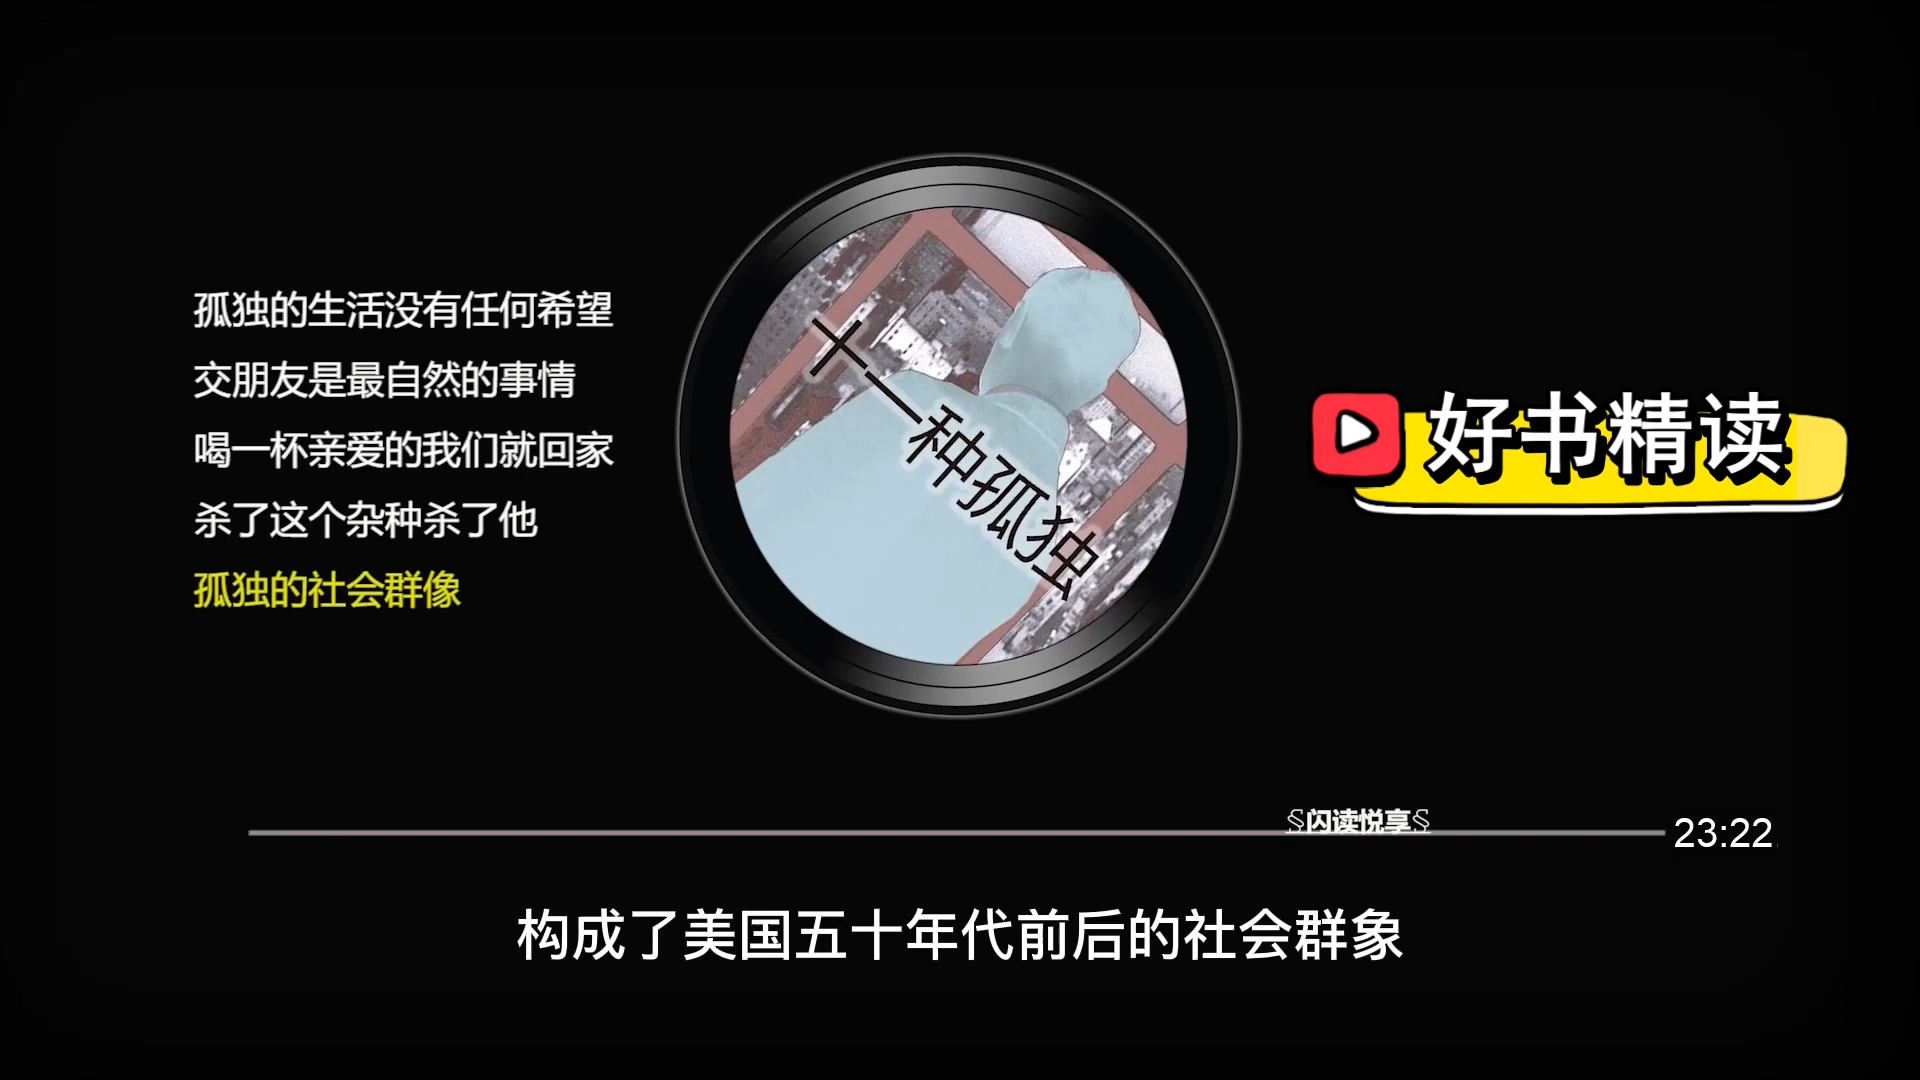 孤独的生活没有任何希望
交朋友是最自然的事情
喝一杯亲爱的我们就回家
杀了这个杂种杀了他
孤独的社会群像
十一种孤独
好书精读
§闪读悦享§
23:22
构成了美国五十年代前后的社会群象